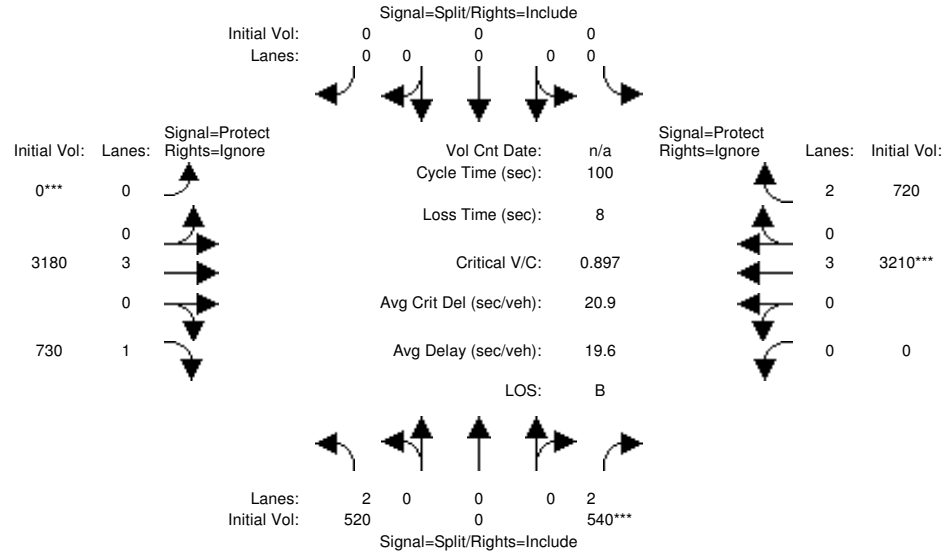 Signal=Split/Rights=Include
Initial Vol: 0 0 0
Lanes: 0 0 0 0 0
Signal=Protect Signal=Protect
Initial Vol: Lanes: Rights=Ignore Vol Cnt Date: n/a Rights=Ignore Lanes: Initial Vol:
Cycle Time (sec): 100
0*** 0 2 720
Loss Time (sec): 8
0 0
3180 3 Critical V/C: 0.897 3 3210***
0 Avg Crit Del (sec/veh): 20.9 0
730 1 Avg Delay (sec/veh): 19.6 0 0
LOS: B
Lanes: 2 0 0 0 2
Initial Vol: 520 0 540***
Signal=Split/Rights=Include